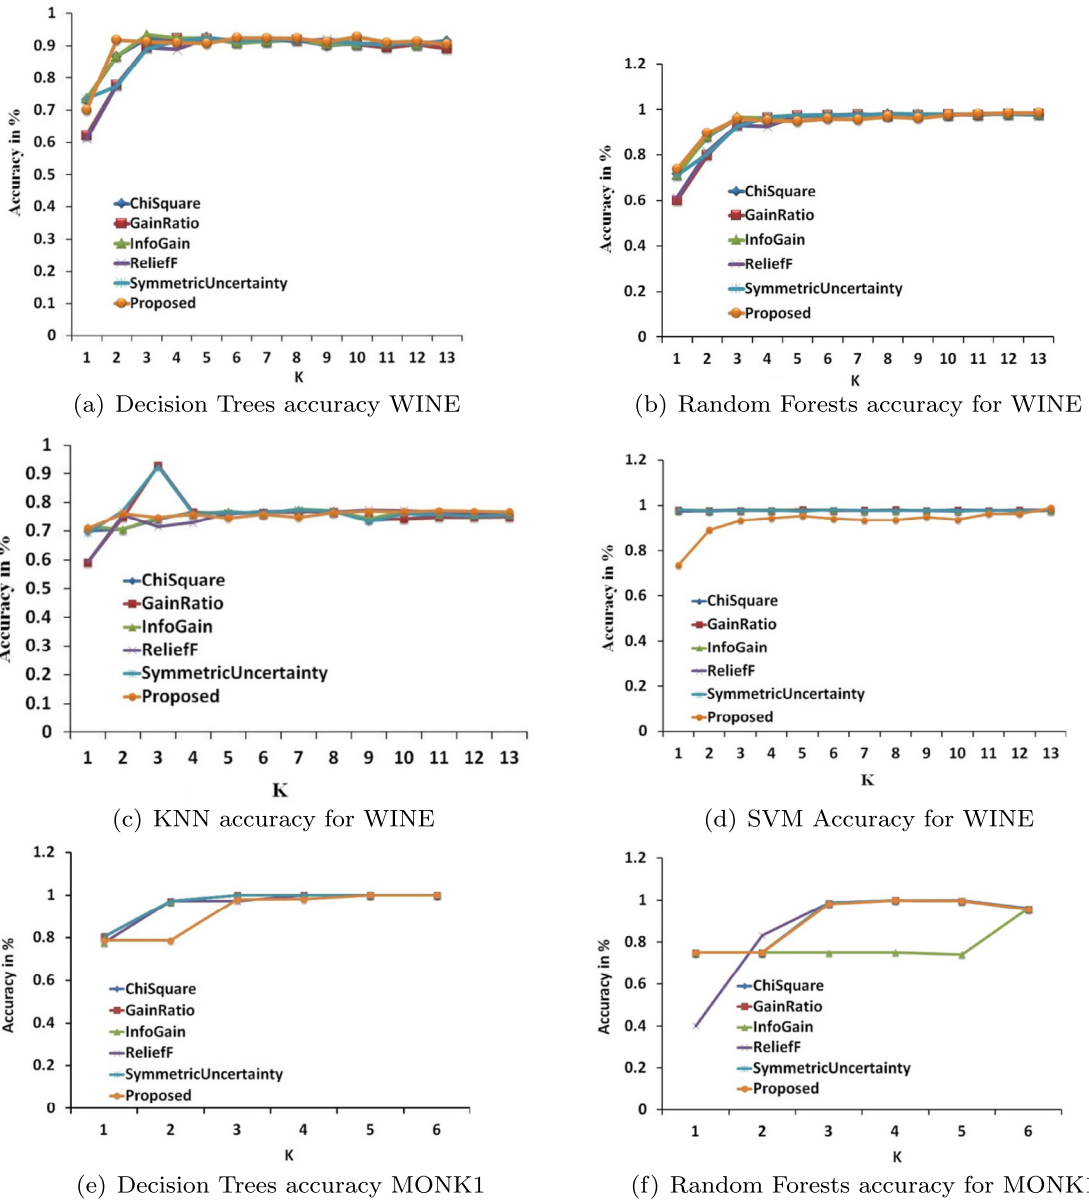 1
0.9
0.8
0.7
0.6
0.5
0.4
0.3
0.2
0.1
0
Accuracy in %
ChiSquare
GainRatio
InfoGain
ReliefF
SymmetricUncertainty
Proposed
1 2 3 4 5 6 7 8 9 10 11 12 13
K
(a) Decision Trees accuracy WINE
1.2
1
0.8
0.6
0.4
0.2
0
Accuracy in %
ChiSquare
GainRatio
InfoGain
ReliefF
SymmetricUncertainty
Proposed
1 2 3 4 5 6 7 8 9 10 11 12 13
K
(b) Random Forests accuracy for WINE
1
0.9
0.8
0.7
0.6
0.5
0.4
0.3
0.2
0.1
0
Accuracy in %
ChiSquare
GainRatio
InfoGain
ReliefF
SymmetricUncertainty
Proposed
1 2 3 4 5 6 7 8 9 10 11 12 13
K
(c) KNN accuracy for WINE
1.2
1
0.8
0.6
0.4
0.2
0
Accuracy in %
ChiSquare
GainRatio
InfoGain
ReliefF
SymmetricUncertainty
Proposed
1 2 3 4 5 6 7 8 9 10 11 12 13
K
(d) SVM Accuracy for WINE
1.2
1
0.8
0.6
0.4
0.2
0
Accuracy in %
ChiSquare
GainRatio
InfoGain
ReliefF
SymmetricUncertainty
Proposed
1 2 3 4 5 6
K
(e) Decision Trees accuracy MONK1
1.2
1
0.8
0.6
0.4
0.2
0
Accuracy in %
ChiSquare
GainRatio
InfoGain
ReliefF
SymmetricUncertainty
Proposed
1 2 3 4 5 6
K
(f) Random Forests accuracy for MONK